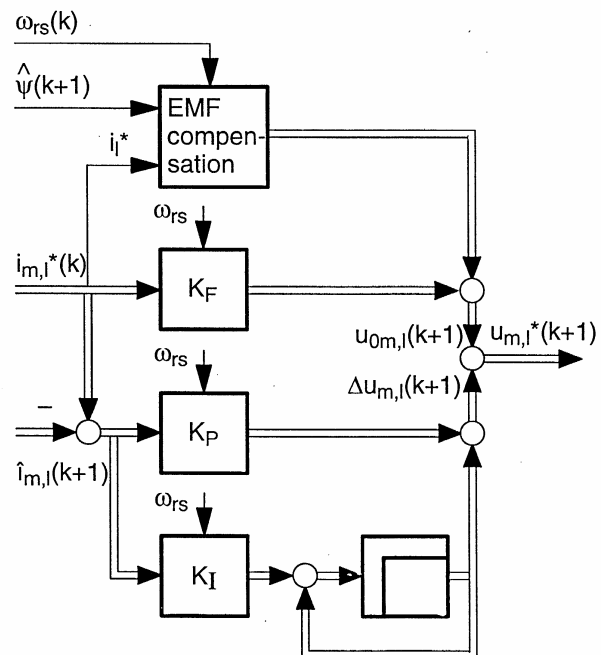 ωrs(k)
ψ̂(k+1)
EMF
compen-
sation
il*
ωrs
im,l*(k)
KF
u0m,l(k+1)
um,l*(k+1)
ωrs
Δum,l(k+1)
–
KP
îm,l(k+1)
ωrs
KI